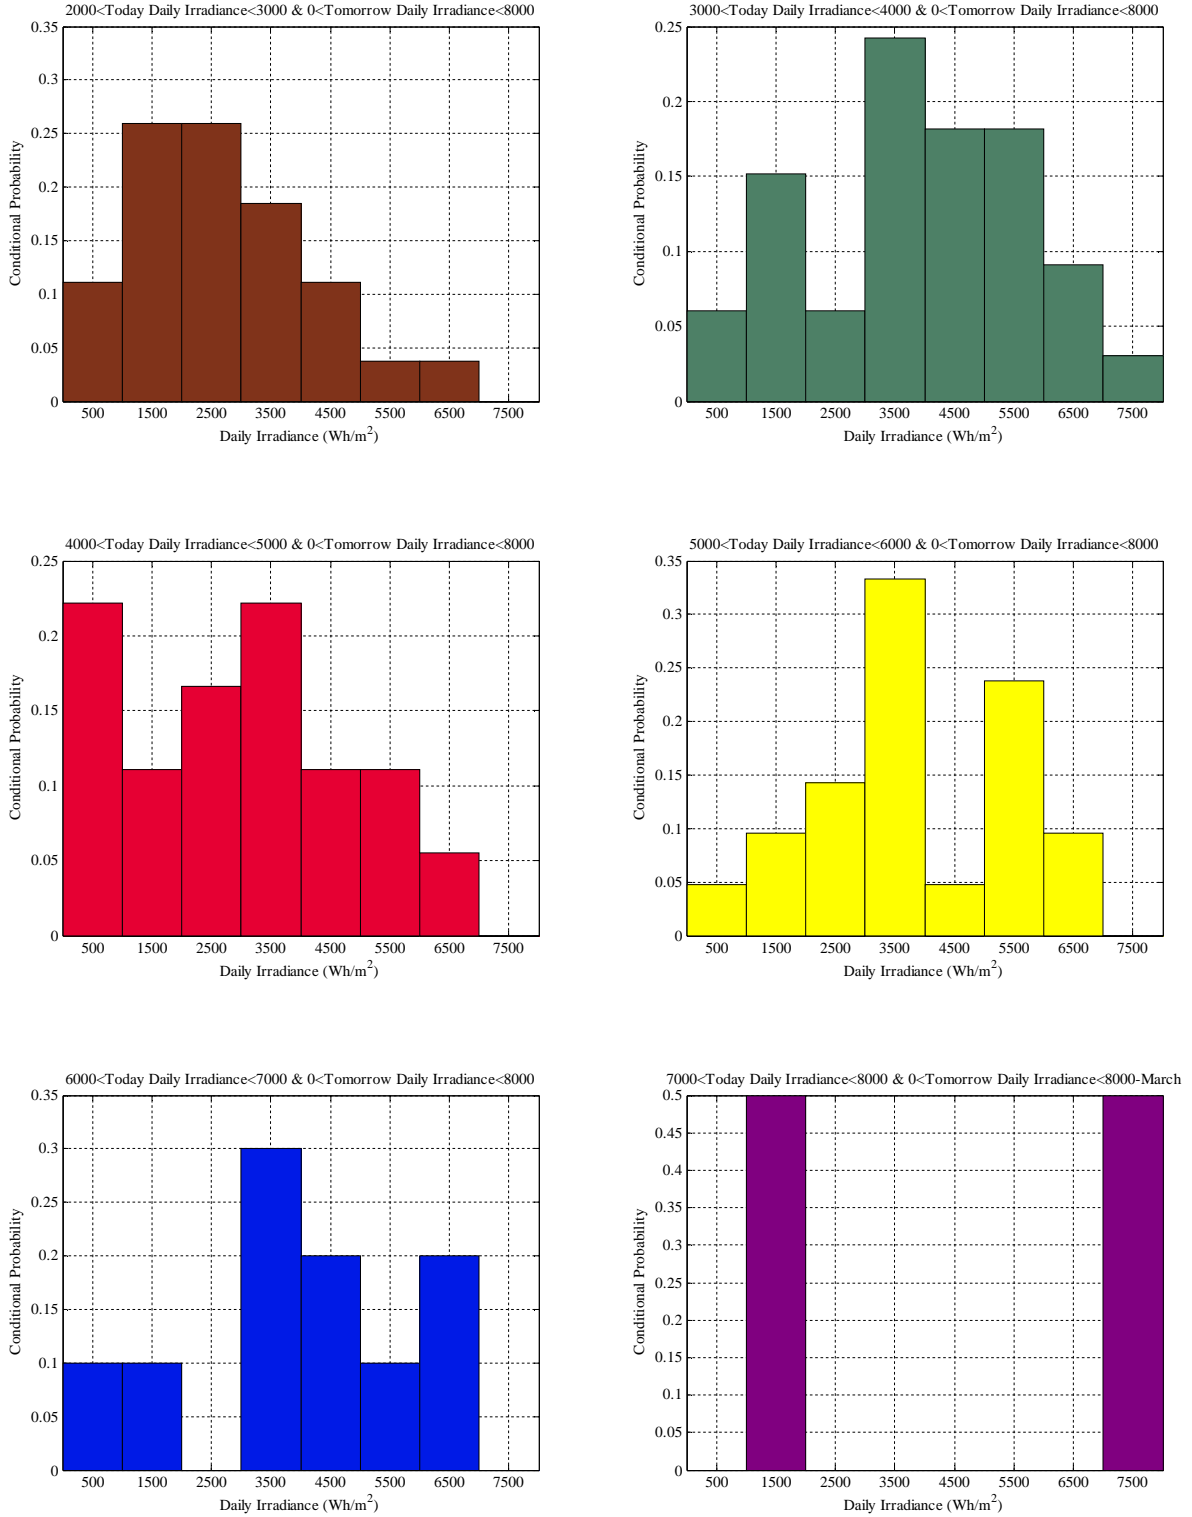 2000<Today Daily Irradiance<3000 & 0<Tomorrow Daily Irradiance<8000
0.35
0.3
0.25
0.2
0.15
0.1
0.05
0
Conditional Probability
500 1500 2500 3500 4500 5500 6500 7500
Daily Irradiance (Wh/m²)
3000<Today Daily Irradiance<4000 & 0<Tomorrow Daily Irradiance<8000
0.25
0.2
0.15
0.1
0.05
0
Conditional Probability
500 1500 2500 3500 4500 5500 6500 7500
Daily Irradiance (Wh/m²)
4000<Today Daily Irradiance<5000 & 0<Tomorrow Daily Irradiance<8000
0.25
0.2
0.15
0.1
0.05
0
Conditional Probability
500 1500 2500 3500 4500 5500 6500 7500
Daily Irradiance (Wh/m²)
5000<Today Daily Irradiance<6000 & 0<Tomorrow Daily Irradiance<8000
0.35
0.3
0.25
0.2
0.15
0.1
0.05
0
Conditional Probability
500 1500 2500 3500 4500 5500 6500 7500
Daily Irradiance (Wh/m²)
6000<Today Daily Irradiance<7000 & 0<Tomorrow Daily Irradiance<8000
0.35
0.3
0.25
0.2
0.15
0.1
0.05
0
Conditional Probability
500 1500 2500 3500 4500 5500 6500 7500
Daily Irradiance (Wh/m²)
7000<Today Daily Irradiance<8000 & 0<Tomorrow Daily Irradiance<8000-March
0.5
0.45
0.4
0.35
0.3
0.25
0.2
0.15
0.1
0.05
0
Conditional Probability
500 1500 2500 3500 4500 5500 6500 7500
Daily Irradiance (Wh/m²)